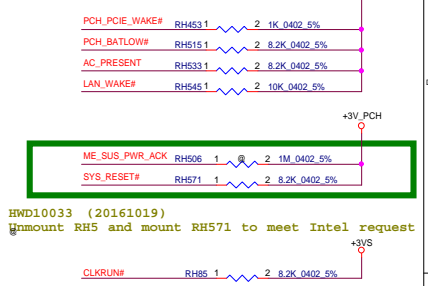 PCH_PCIE_WAKE# RH453 1 2 1K_0402_5%
PCH_BATLOW# RH515 1 2 8.2K_0402_5%
AC_PRESENT RH533 1 2 8.2K_0402_5%
LAN_WAKE# RH545 1 2 10K_0402_5%
+3V_PCH
ME_SUS_PWR_ACK RH506 1 @ 2 1M_0402_5%
SYS_RESET# RH571 1 2 8.2K_0402_5%
HWD10033 (20161019)
Unmount RH5 and mount RH571 to meet Intel request
@
+3VS
CLKRUN# RH85 1 2 8.2K_0402_5%